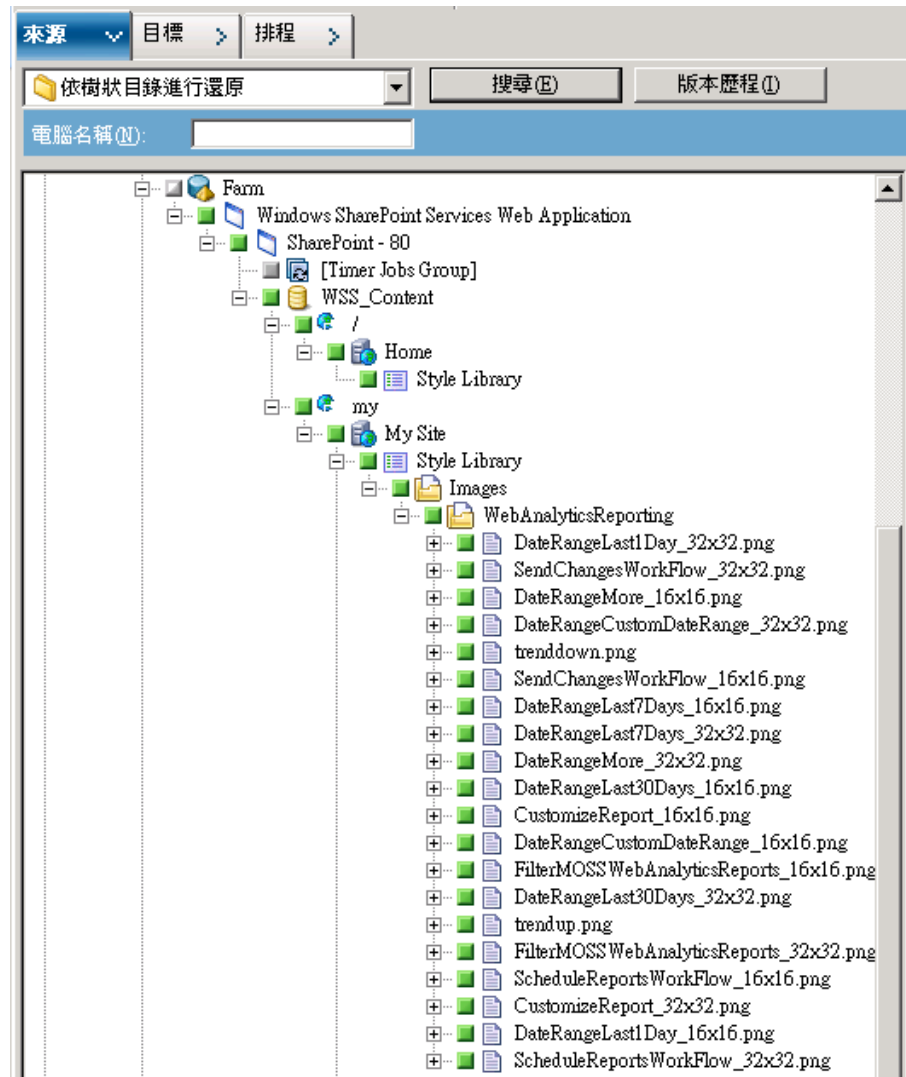 來源 目標 排程
依樹狀目錄進行還原 搜尋(E) 版本歷程(I)
電腦名稱(N):
Farm
Windows SharePoint Services Web Application
SharePoint - 80
[Timer Jobs Group]
WSS_Content
/
Home
Style Library
my
My Site
Style Library
Images
WebAnalyticsReporting
DateRangeLast1Day_32x32.png
SendChangesWorkFlow_32x32.png
DateRangeMore_16x16.png
DateRangeCustomDateRange_32x32.png
trenddown.png
SendChangesWorkFlow_16x16.png
DateRangeLast7Days_16x16.png
DateRangeLast7Days_32x32.png
DateRangeMore_32x32.png
DateRangeLast30Days_16x16.png
CustomizeReport_16x16.png
DateRangeCustomDateRange_16x16.png
FilterMOSSWebAnalyticsReports_16x16.png
DateRangeLast30Days_32x32.png
trendup.png
FilterMOSSWebAnalyticsReports_32x32.png
ScheduleReportsWorkFlow_16x16.png
CustomizeReport_32x32.png
DateRangeLast1Day_16x16.png
ScheduleReportsWorkFlow_32x32.png